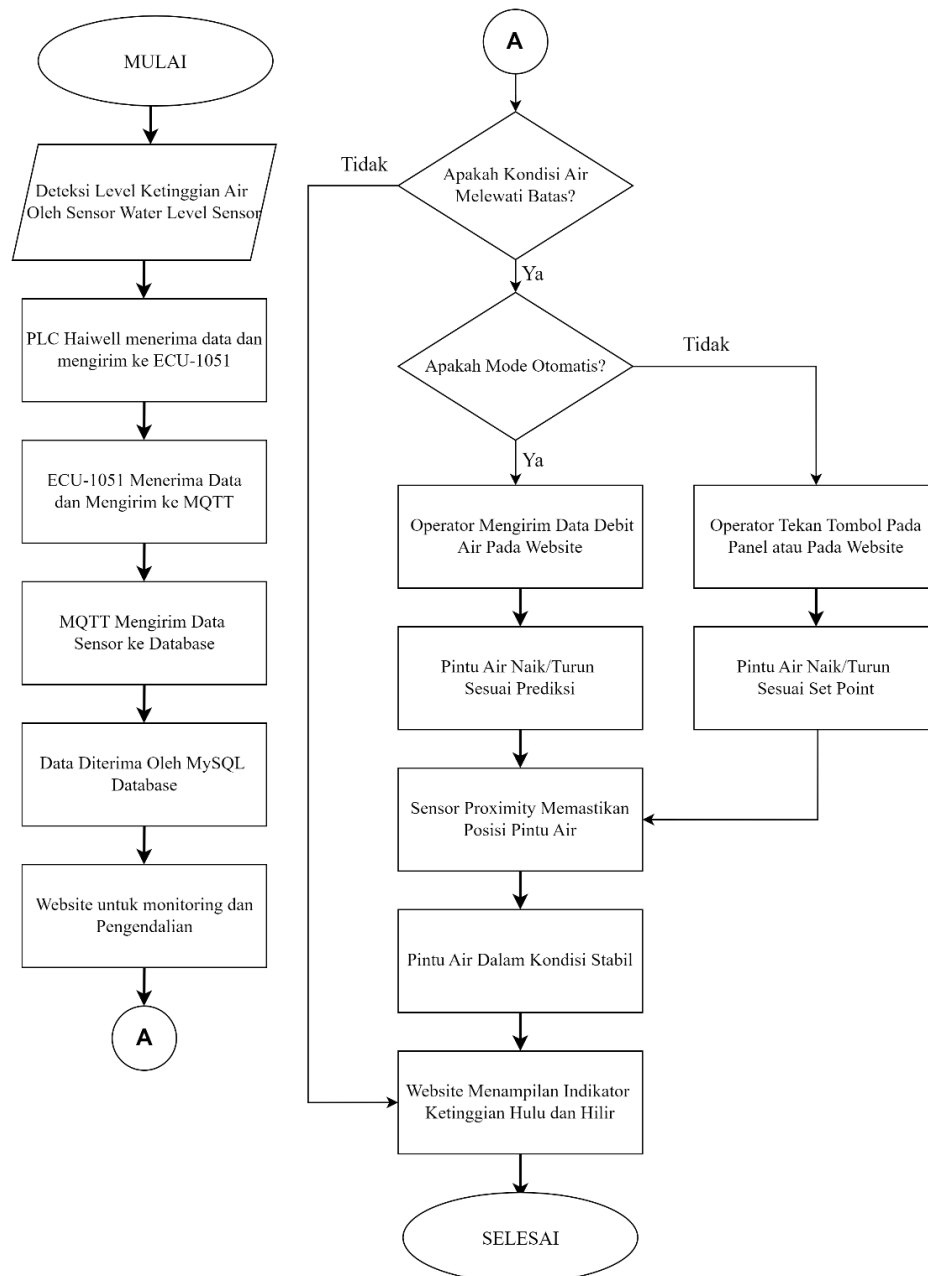 MULAI
Deteksi Level Ketinggian Air
Oleh Sensor Water Level Sensor
PLC Haiwell menerima data dan
mengirim ke ECU-1051
ECU-1051 Menerima Data
dan Mengirim ke MQTT
MQTT Mengirim Data
Sensor ke Database
Data Diterima Oleh MySQL
Database
Website untuk monitoring dan
Pengendalian
A
A
Apakah Kondisi Air
Melewati Batas?
Tidak
Ya
Apakah Mode Otomatis?
Tidak
Ya
Operator Mengirim Data Debit
Air Pada Website
Operator Tekan Tombol Pada
Panel atau Pada Website
Pintu Air Naik/Turun
Sesuai Prediksi
Pintu Air Naik/Turun
Sesuai Set Point
Sensor Proximity Memastikan
Posisi Pintu Air
Pintu Air Dalam Kondisi Stabil
Website Menampilan Indikator
Ketinggian Hulu dan Hilir
SELESAI